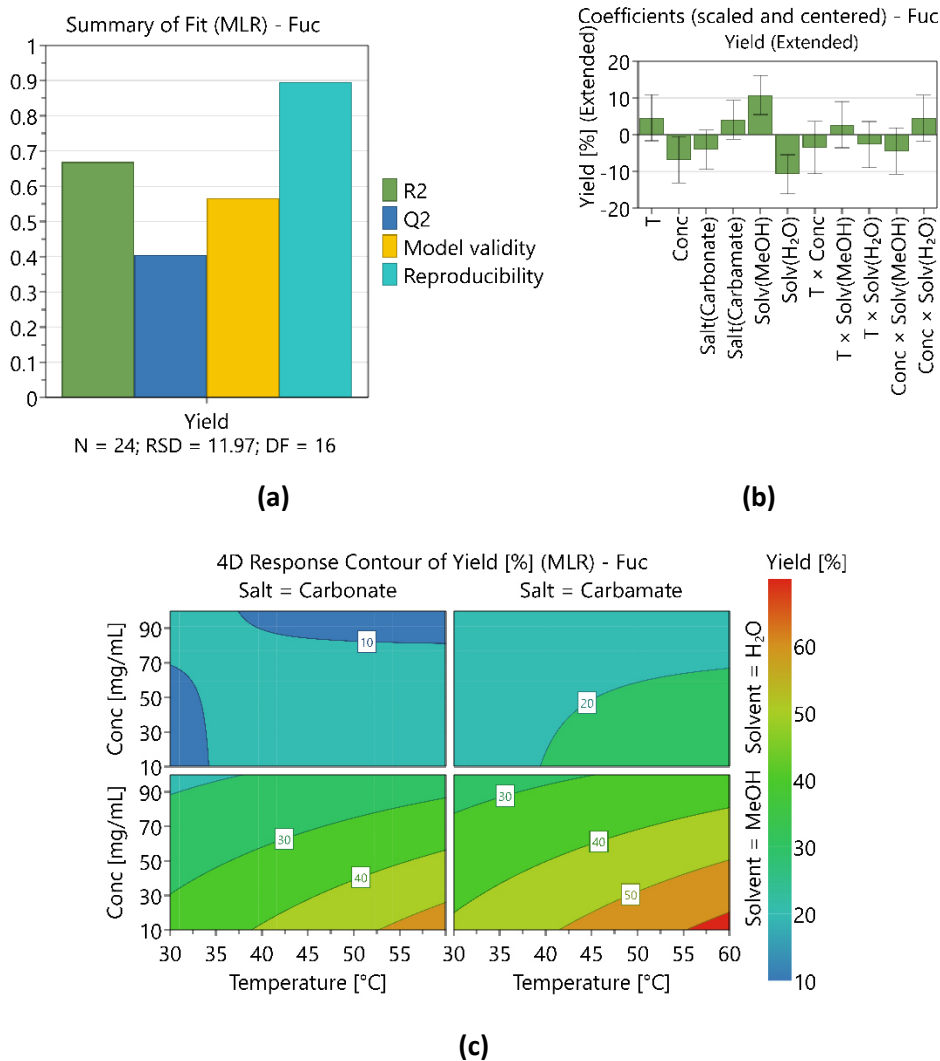 Summary of Fit (MLR) - Fuc
1
0.9
0.8
0.7
0.6
0.5
0.4
0.3
0.2
0.1
0
Yield
N = 24; RSD = 11.97; DF = 16
R2
Q2
Model validity
Reproducibility
(a)
Coefficients (scaled and centered) - Fuc
Yield (Extended)
Yield [%] (Extended)
20
10
0
-10
-20
T
Conc
Salt(Carbonate)
Salt(Carbamate)
Solv(MeOH)
Solv(H₂O)
T × Conc
T × Solv(MeOH)
T × Solv(H₂O)
Conc × Solv(MeOH)
Conc × Solv(H₂O)
(b)
4D Response Contour of Yield [%] (MLR) - Fuc
Salt = Carbonate
Salt = Carbamate
Yield [%]
Conc [mg/mL]
90
70
50
30
10
10
20
Solvent = H₂O
Conc [mg/mL]
90
70
50
30
10
30
40
30
40
50
Solvent = MeOH
30 35 40 45 50 55
30 35 40 45 50 55 60
Temperature [°C]
Temperature [°C]
60
50
40
30
20
10
(c)